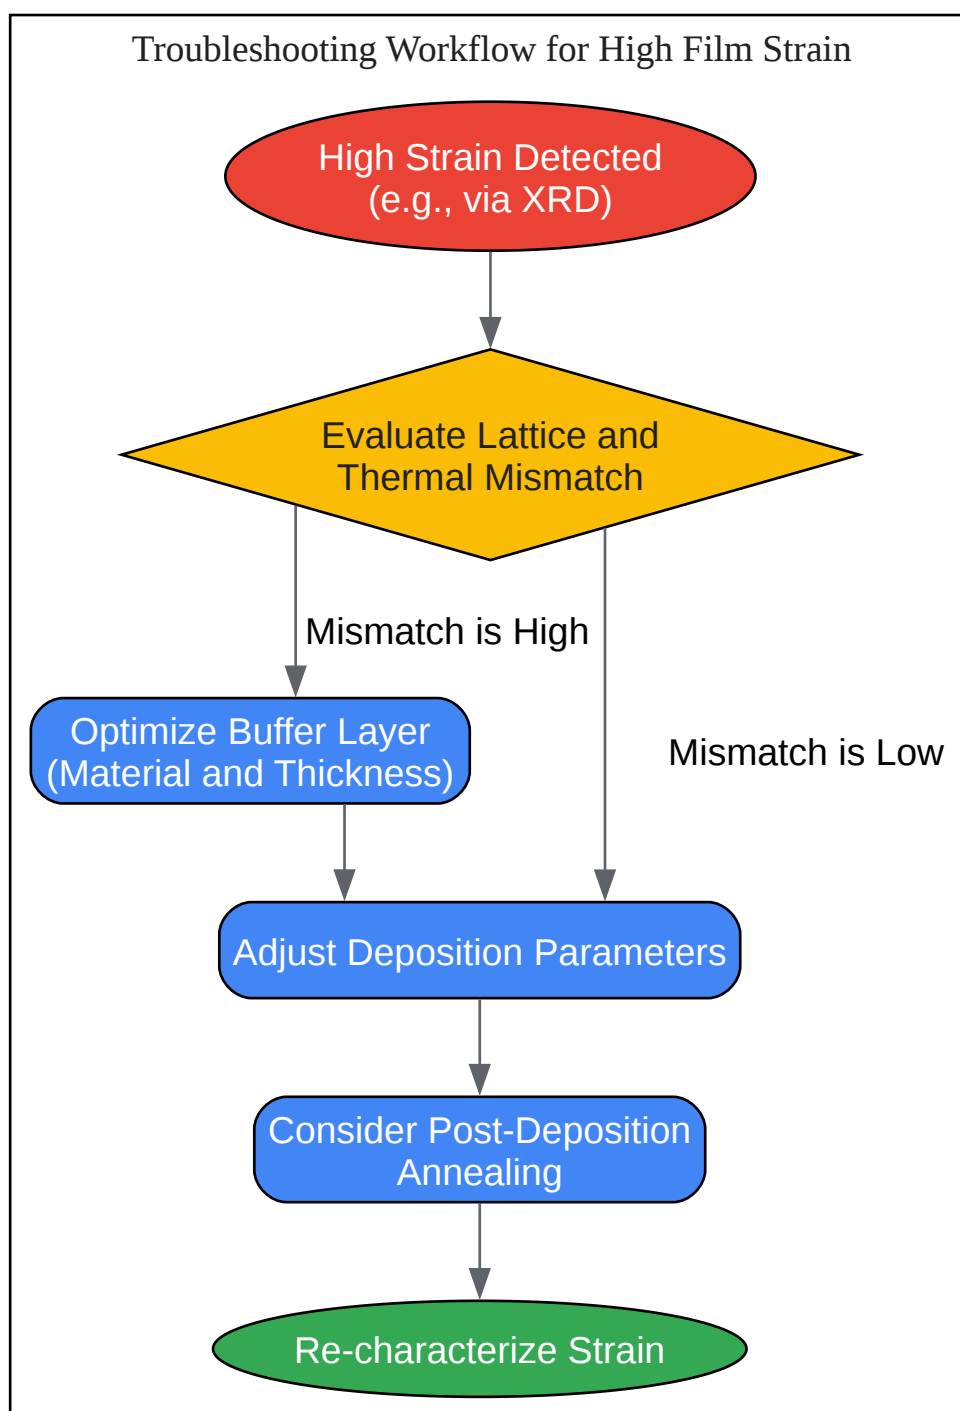 Troubleshooting Workflow for High Film Strain
High Strain Detected
(e.g., via XRD)
Evaluate Lattice and
Thermal Mismatch
Mismatch is High
Optimize Buffer Layer
(Material and Thickness)
Mismatch is Low
Adjust Deposition Parameters
Consider Post-Deposition
Annealing
Re-characterize Strain